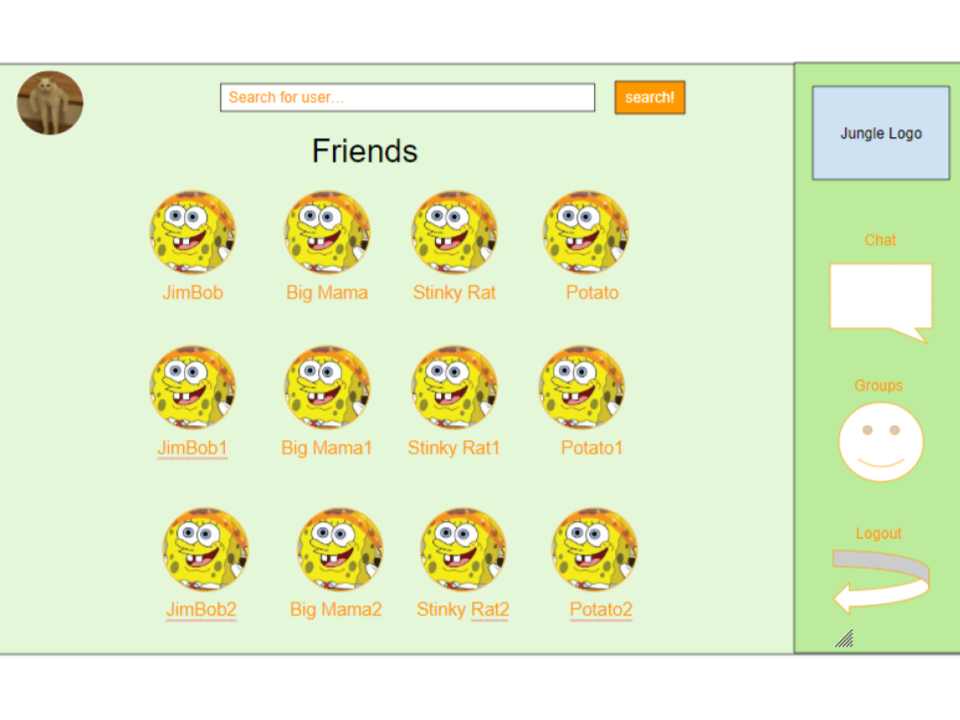 Search for user...
search!
Friends
JimBob
Big Mama
Stinky Rat
Potato
JimBob1
Big Mama1
Stinky Rat1
Potato1
JimBob2
Big Mama2
Stinky Rat2
Potato2
Jungle Logo
Chat
Groups
Logout